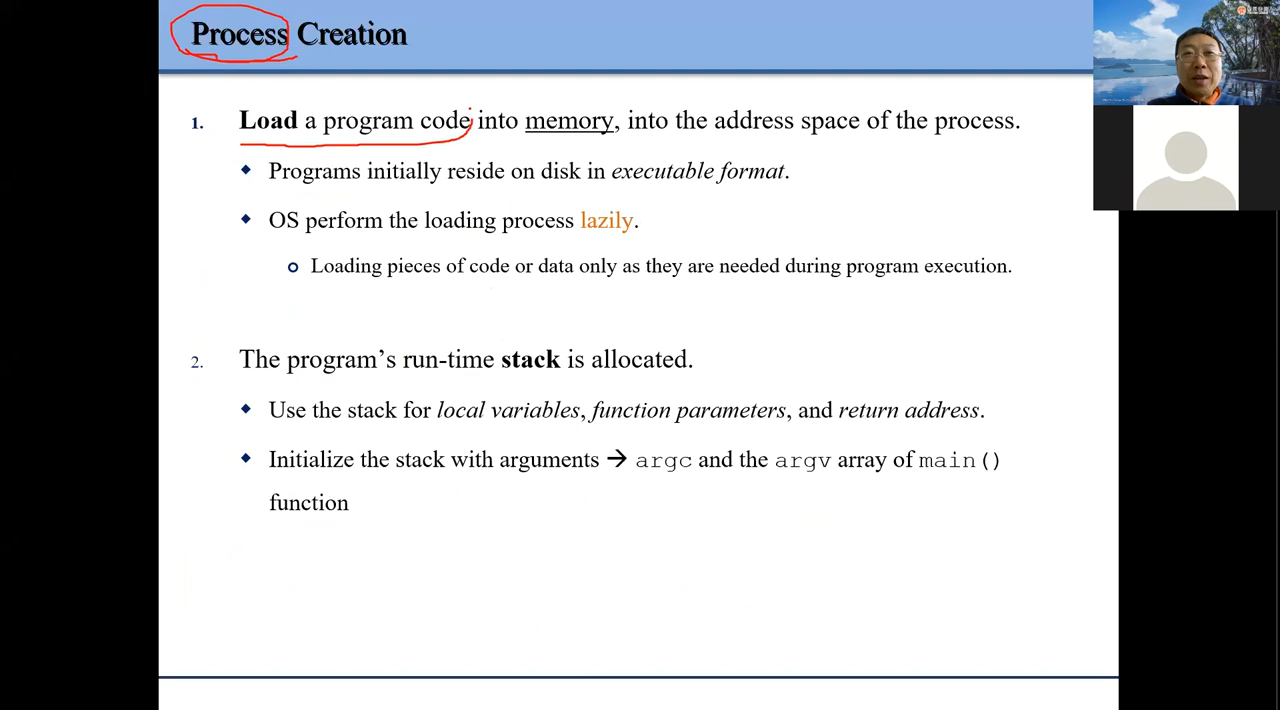 Process Creation
1. Load a program code into memory, into the address space of the process.
Programs initially reside on disk in executable format.
OS perform the loading process lazily.
Loading pieces of code or data only as they are needed during program execution.
2. The program’s run-time stack is allocated.
Use the stack for local variables, function parameters, and return address.
Initialize the stack with arguments → argc and the argv array of main()
function